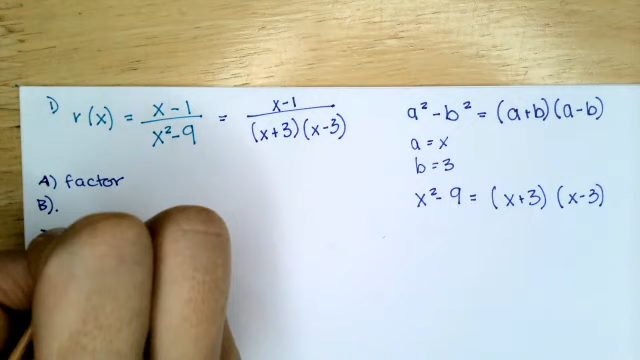 1) r(x) = x-1 / x²-9 = x-1 / (x+3)(x-3)
A) factor
B).
a² - b² = (a+b)(a-b)
a = x
b = 3
x² - 9 = (x+3)(x-3)